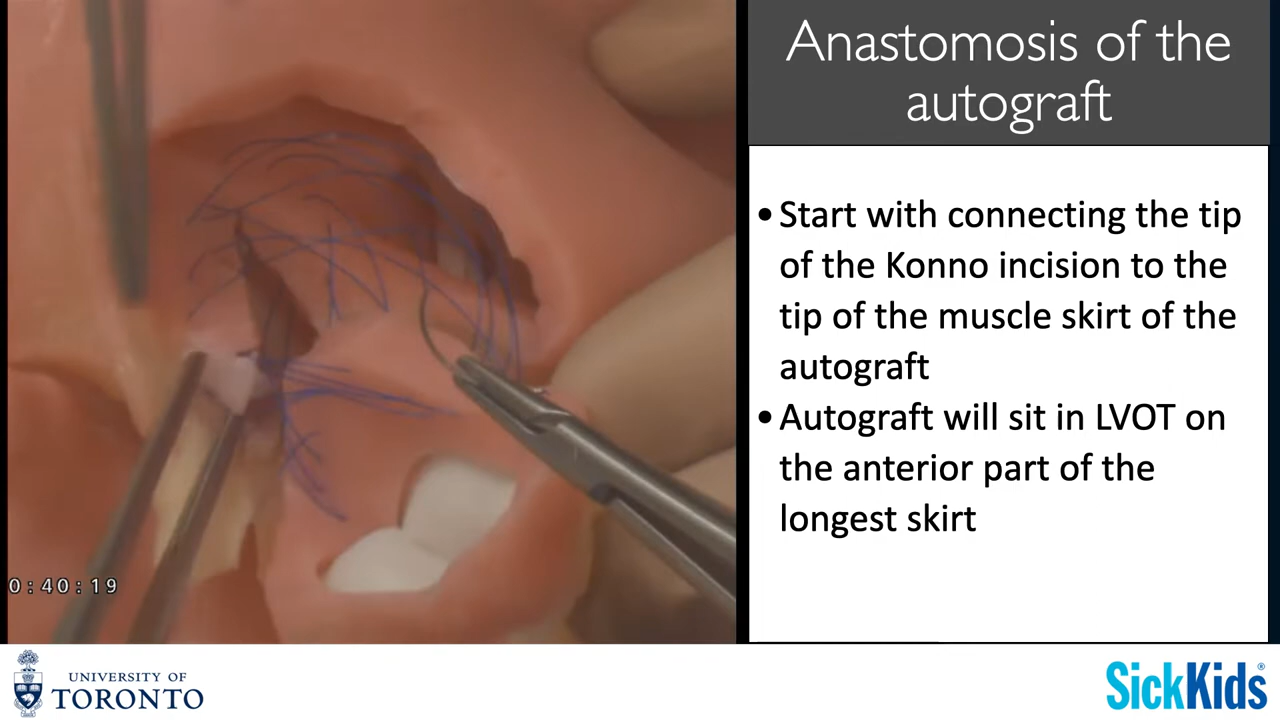 Anastomosis of the
autograft
•Start with connecting the tip
of the Konno incision to the
tip of the muscle skirt of the
autograft
•Autograft will sit in LVOT on
the anterior part of the
longest skirt
0:40:19
UNIVERSITY OF
TORONTO
SickKids®